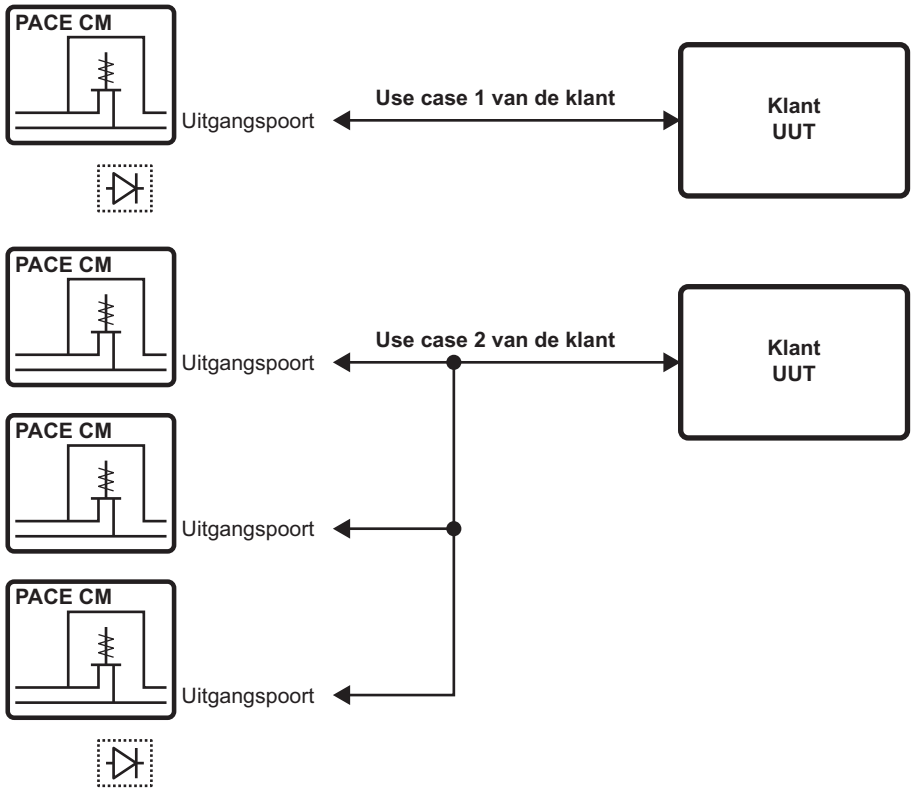 PACE CM
Uitgangspoort
Use case 1 van de klant
Klant
UUT
PACE CM
Uitgangspoort
Use case 2 van de klant
Klant
UUT
PACE CM
Uitgangspoort
PACE CM
Uitgangspoort